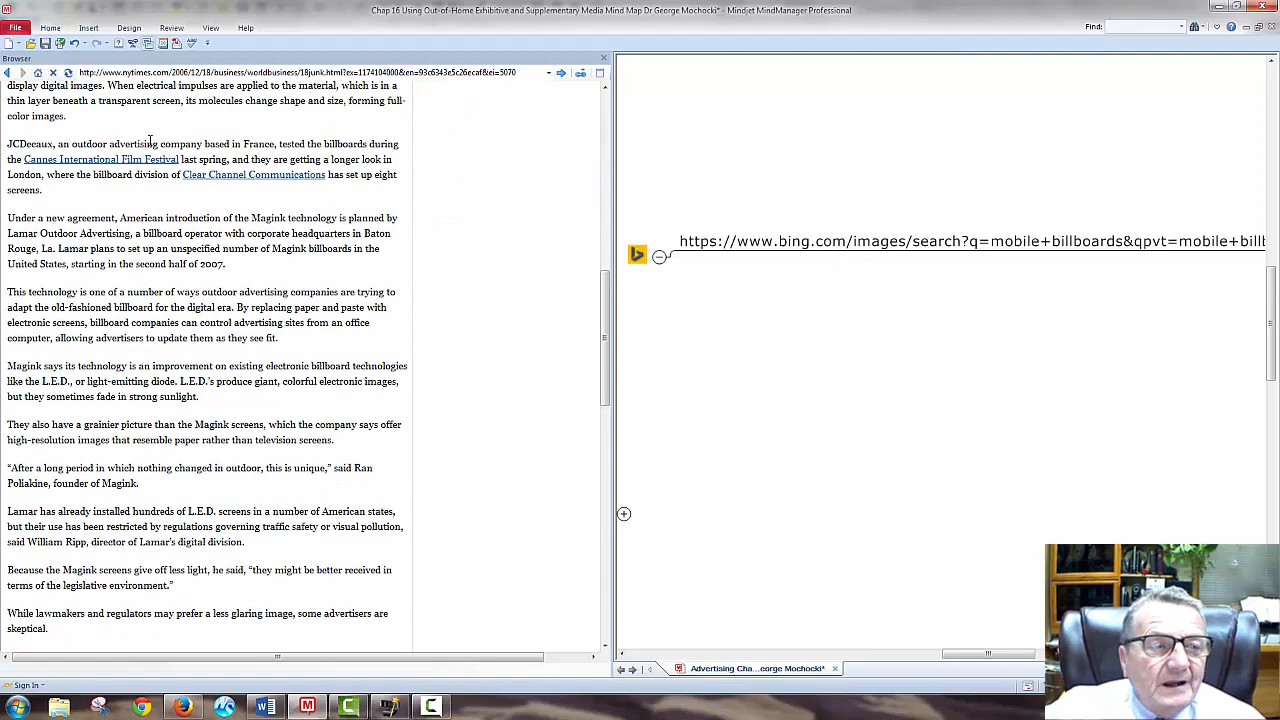 Chap 16 Using Out-of-Home Exhibitive and Supplementary Media Mind Map Dr George Mochocki* - Mindjet MindManager Professional
File Home Insert Design Review View Help
Find:
Browser
http://www.nytimes.com/2006/12/18/business/worldbusiness/18junk.html?ex=1174104000&en=93c6343e5c26ecaf&ei=5070
display digital images. When electrical impulses are applied to the material, which is in a
thin layer beneath a transparent screen, its molecules change shape and size, forming full-
color images.
JCDecaux, an outdoor advertising company based in France, tested the billboards during
the Cannes International Film Festival last spring, and they are getting a longer look in
London, where the billboard division of Clear Channel Communications has set up eight
screens.
Under a new agreement, American introduction of the Magink technology is planned by
Lamar Outdoor Advertising, a billboard operator with corporate headquarters in Baton
Rouge, La. Lamar plans to set up an unspecified number of Magink billboards in the
United States, starting in the second half of 2007.
This technology is one of a number of ways outdoor advertising companies are trying to
adapt the old-fashioned billboard for the digital era. By replacing paper and paste with
electronic screens, billboard companies can control advertising sites from an office
computer, allowing advertisers to update them as they see fit.
Magink says its technology is an improvement on existing electronic billboard technologies
like the L.E.D., or light-emitting diode. L.E.D.'s produce giant, colorful electronic images,
but they sometimes fade in strong sunlight.
They also have a grainier picture than the Magink screens, which the company says offer
high-resolution images that resemble paper rather than television screens.
“After a long period in which nothing changed in outdoor, this is unique,” said Ran
Poliakine, founder of Magink.
Lamar has already installed hundreds of L.E.D. screens in a number of American states,
but their use has been restricted by regulations governing traffic safety or visual pollution,
said William Ripp, director of Lamar's digital division.
Because the Magink screens give off less light, he said, “they might be better received in
terms of the legislative environment.”
While lawmakers and regulators may prefer a less glaring image, some advertisers are
skeptical.
https://www.bing.com/images/search?q=mobile+billboards&qpvt=mobile+bill
Advertising Cha...eorge Mochocki*
Sign In